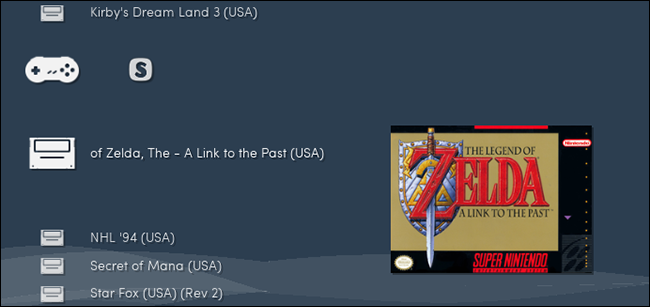 Kirby's Dream Land 3 (USA)
S
of Zelda, The - A Link to the Past (USA)
THE LEGEND OF
ZELDA
A LINK TO THE PAST
Nintendo
SUPER NINTENDO
ENTERTAINMENT SYSTEM
NHL '94 (USA)
Secret of Mana (USA)
Star Fox (USA) (Rev 2)